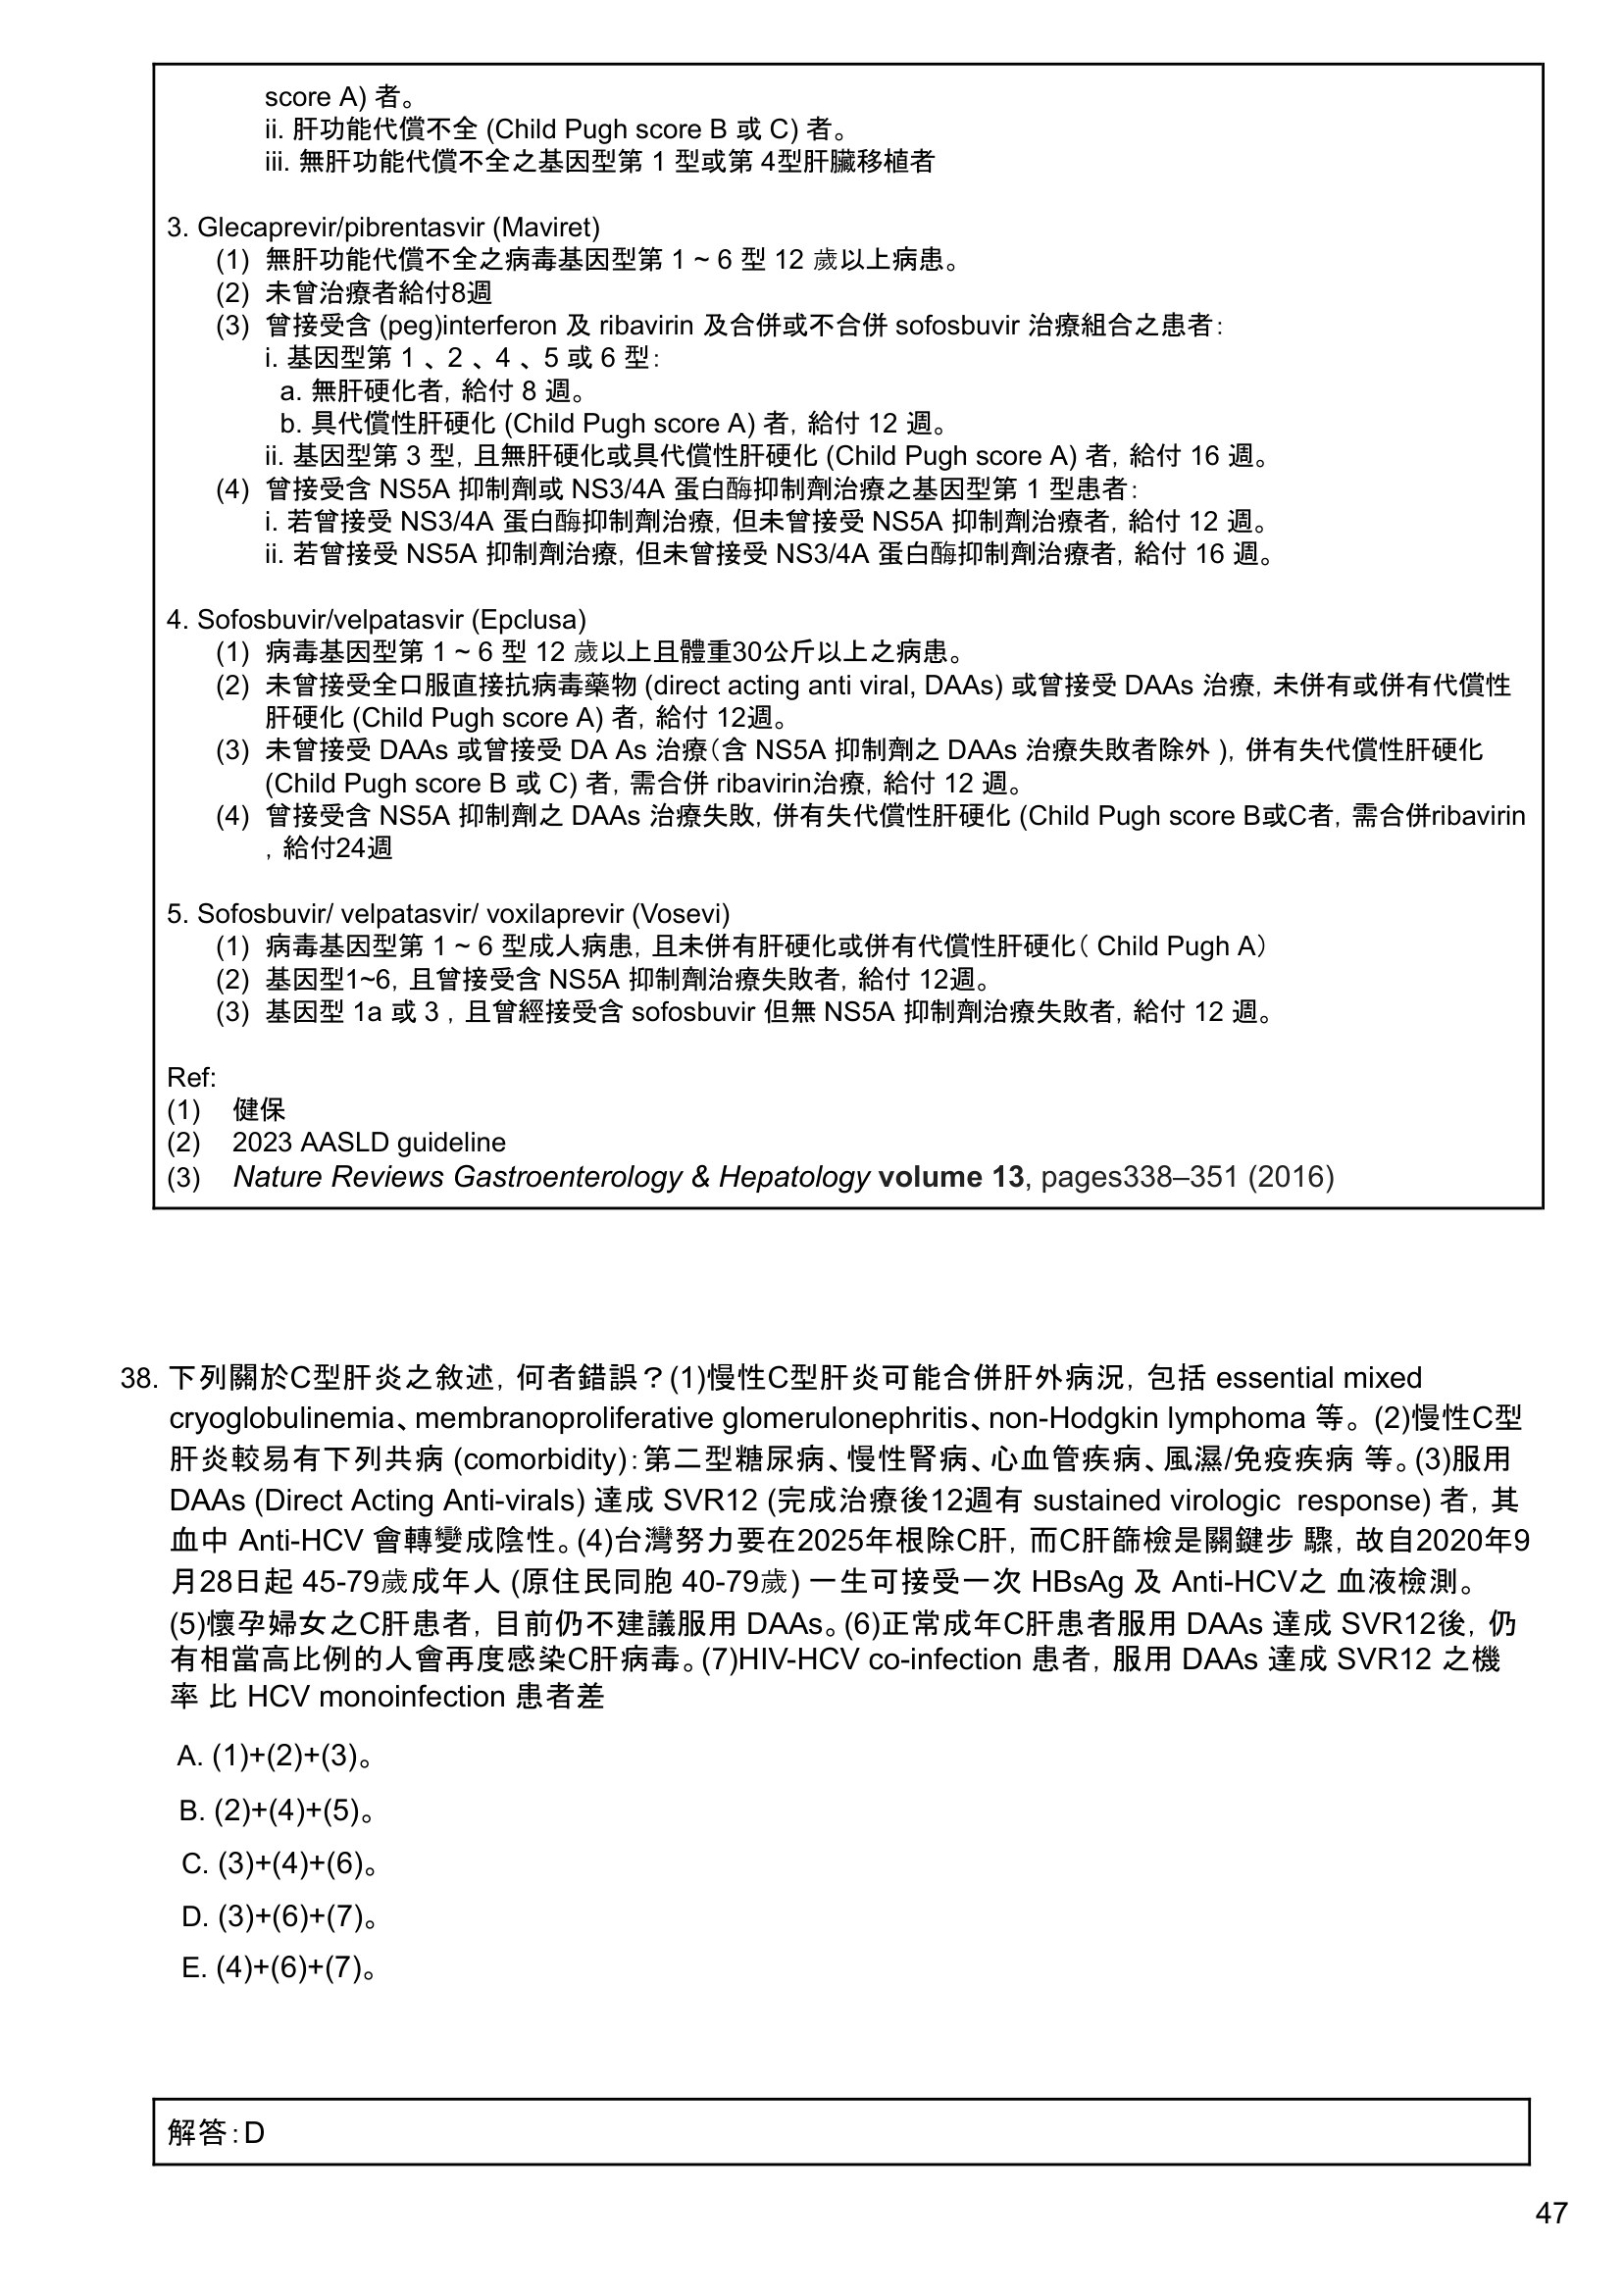 score A) 者。
ii. 肝功能代償不全 (Child Pugh score B 或 C) 者。
iii. 無肝功能代償不全之基因型第 1 型或第 4型肝臟移植者
3. Glecaprevir/pibrentasvir (Maviret)
(1) 無肝功能代償不全之病毒基因型第 1 ~ 6 型 12 歲以上病患。
(2) 未曾治療者給付8週
(3) 曾接受含 (peg)interferon 及 ribavirin 及合併或不合併 sofosbuvir 治療組合之患者：
i. 基因型第 1 、2 、4 、5 或 6 型：
a. 無肝硬化者，給付 8 週。
b. 具代償性肝硬化 (Child Pugh score A) 者，給付 12 週。
ii. 基因型第 3 型，且無肝硬化或具代償性肝硬化 (Child Pugh score A) 者，給付 16 週。
(4) 曾接受含 NS5A 抑制劑或 NS3/4A 蛋白酶抑制劑治療之基因型第 1 型患者：
i. 若曾接受 NS3/4A 蛋白酶抑制劑治療，但未曾接受 NS5A 抑制劑治療者，給付 12 週。
ii. 若曾接受 NS5A 抑制劑治療，但未曾接受 NS3/4A 蛋白酶抑制劑治療者，給付 16 週。
4. Sofosbuvir/velpatasvir (Epclusa)
(1) 病毒基因型第 1 ~ 6 型 12 歲以上且體重30公斤以上之病患。
(2) 未曾接受全口服直接抗病毒藥物 (direct acting anti viral, DAAs) 或曾接受 DAAs 治療，未併有或併有代償性
肝硬化 (Child Pugh score A) 者，給付 12週。
(3) 未曾接受 DAAs 或曾接受 DA As 治療（含 NS5A 抑制劑之 DAAs 治療失敗者除外 )，併有失代償性肝硬化
(Child Pugh score B 或 C) 者，需合併 ribavirin治療，給付 12 週。
(4) 曾接受含 NS5A 抑制劑之 DAAs 治療失敗，併有失代償性肝硬化 (Child Pugh score B或C者，需合併ribavirin
，給付24週
5. Sofosbuvir/ velpatasvir/ voxilaprevir (Vosevi)
(1) 病毒基因型第 1 ~ 6 型成人病患，且未併有肝硬化或併有代償性肝硬化（ Child Pugh A）
(2) 基因型1~6，且曾接受含 NS5A 抑制劑治療失敗者，給付 12週。
(3) 基因型 1a 或 3 ，且曾經接受含 sofosbuvir 但無 NS5A 抑制劑治療失敗者，給付 12 週。
Ref:
(1) 健保
(2) 2023 AASLD guideline
(3) Nature Reviews Gastroenterology & Hepatology volume 13, pages338–351 (2016)
38. 下列關於C型肝炎之敘述，何者錯誤？(1)慢性C型肝炎可能合併肝外病況，包括 essential mixed
cryoglobulinemia、membranoproliferative glomerulonephritis、non-Hodgkin lymphoma 等。(2)慢性C型
肝炎較易有下列共病 (comorbidity)：第二型糖尿病、慢性腎病、心血管疾病、風濕/免疫疾病 等。(3)服用
DAAs (Direct Acting Anti-virals) 達成 SVR12 (完成治療後12週有 sustained virologic response) 者，其
血中 Anti-HCV 會轉變成陰性。(4)台灣努力要在2025年根除C肝，而C肝篩檢是關鍵步 驟，故自2020年9
月28日起 45-79歲成年人 (原住民同胞 40-79歲) 一生可接受一次 HBsAg 及 Anti-HCV之 血液檢測。
(5)懷孕婦女之C肝患者，目前仍不建議服用 DAAs。(6)正常成年C肝患者服用 DAAs 達成 SVR12後，仍
有相當高比例的人會再度感染C肝病毒。(7)HIV-HCV co-infection 患者，服用 DAAs 達成 SVR12 之機
率 比 HCV monoinfection 患者差
A. (1)+(2)+(3)。
B. (2)+(4)+(5)。
C. (3)+(4)+(6)。
D. (3)+(6)+(7)。
E. (4)+(6)+(7)。
解答：D
47